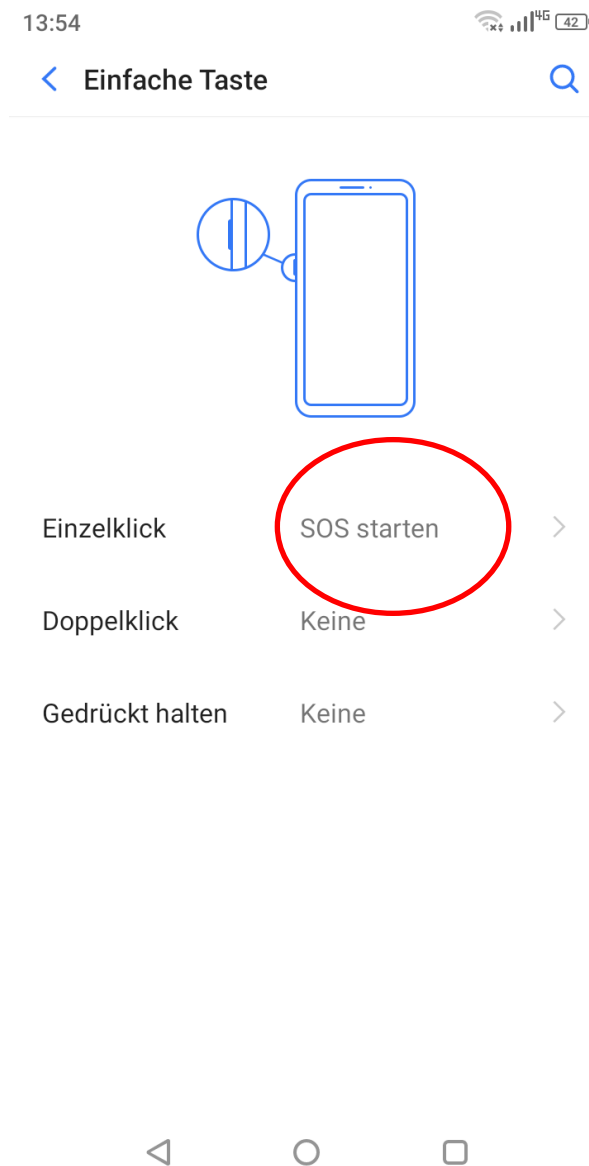 13:54 4G 42
Einfache Taste
Einzelklick SOS starten
Doppelklick Keine
Gedrückt halten Keine